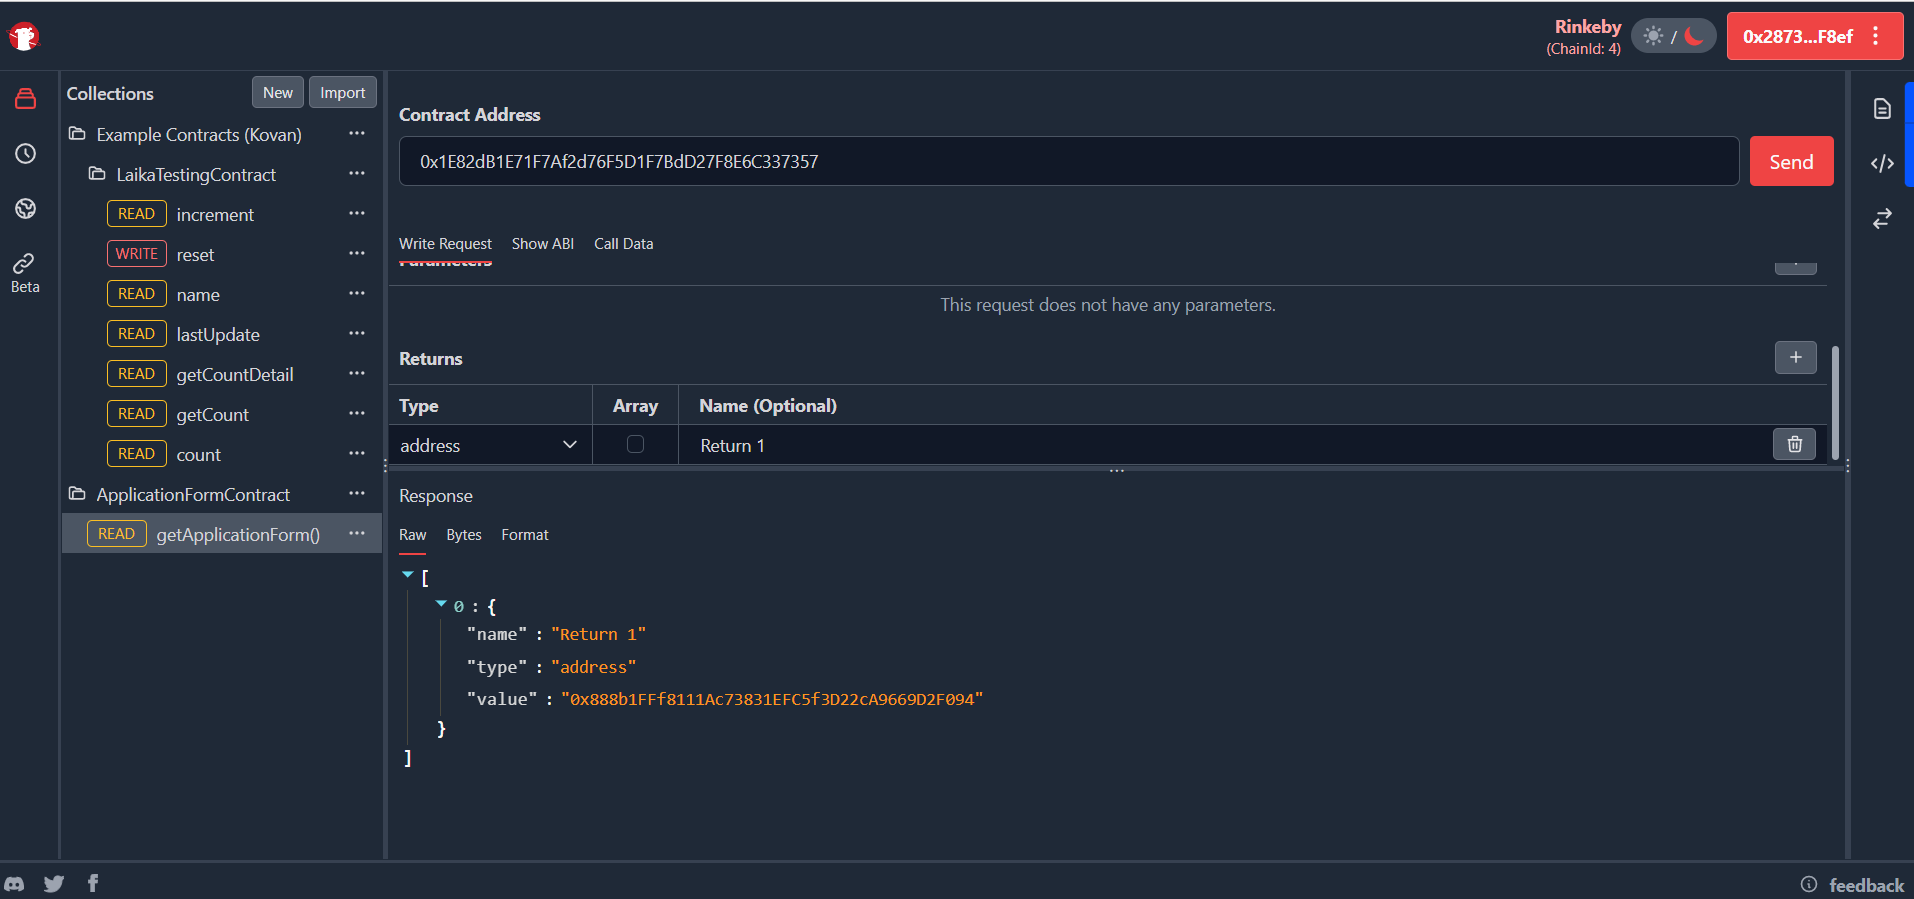 Rinkeby
(ChainId: 4)
/
0x2873...F8ef
Collections
New
Import
Example Contracts (Kovan)
LaikaTestingContract
READ increment
WRITE reset
READ name
READ lastUpdate
READ getCountDetail
READ getCount
READ count
ApplicationFormContract
READ getApplicationForm()
Beta
Contract Address
0x1E82dB1E71F7Af2d76F5D1F7BdD27F8E6C337357
Send
Write Request Show ABI Call Data
Parameters
This request does not have any parameters.
Returns
+
Type Array Name (Optional)
address Return 1
Response
Raw Bytes Format
[
0 : {
"name" : "Return 1"
"type" : "address"
"value" : "0x888b1FFf8111Ac73831EFC5f3D22cA9669D2F094"
}
]
feedback